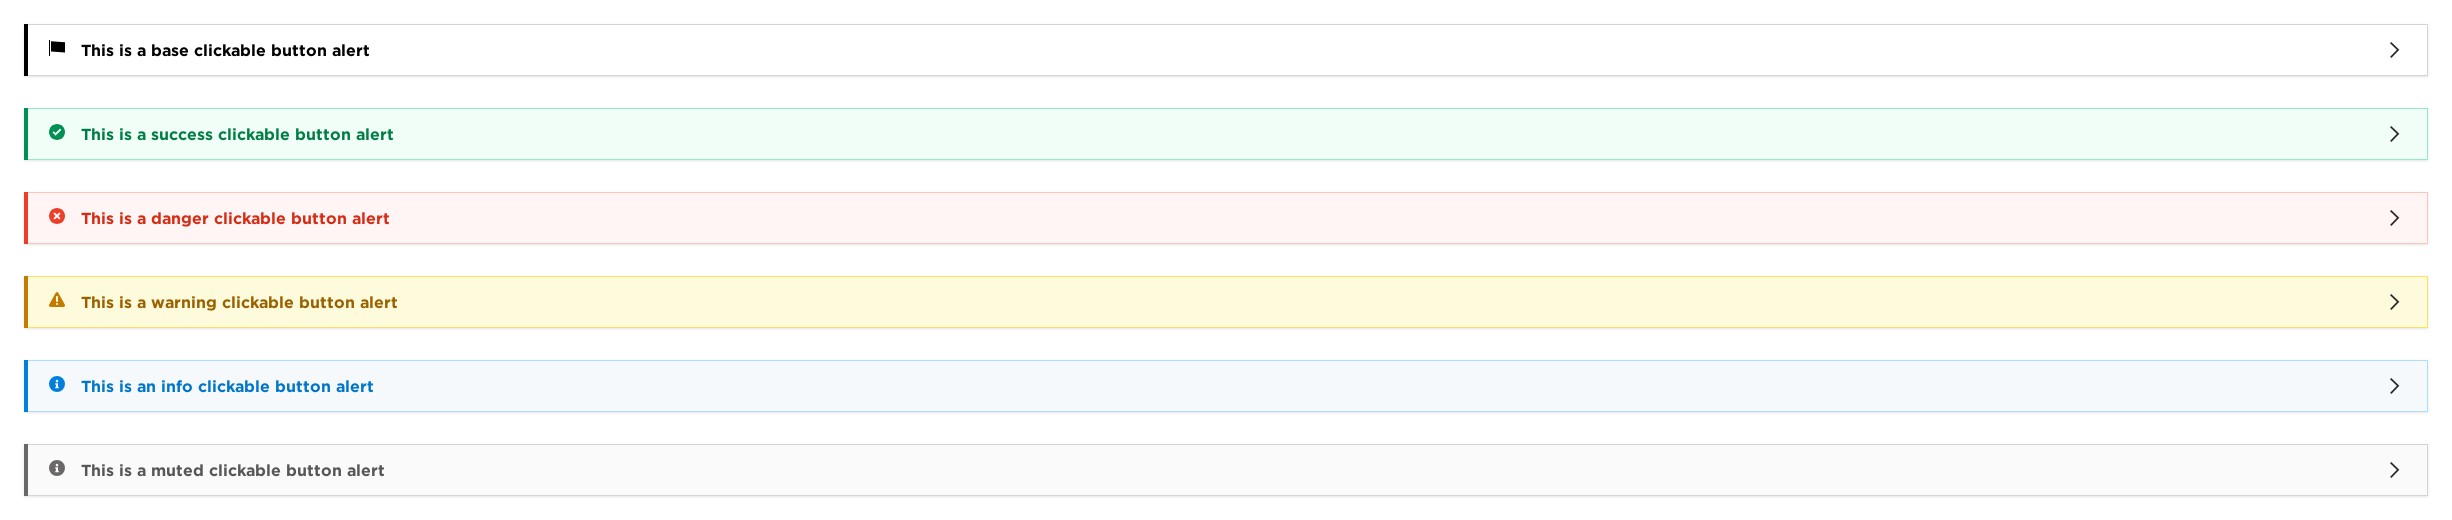 This is a base clickable button alert
This is a success clickable button alert
This is a danger clickable button alert
This is a warning clickable button alert
This is an info clickable button alert
This is a muted clickable button alert